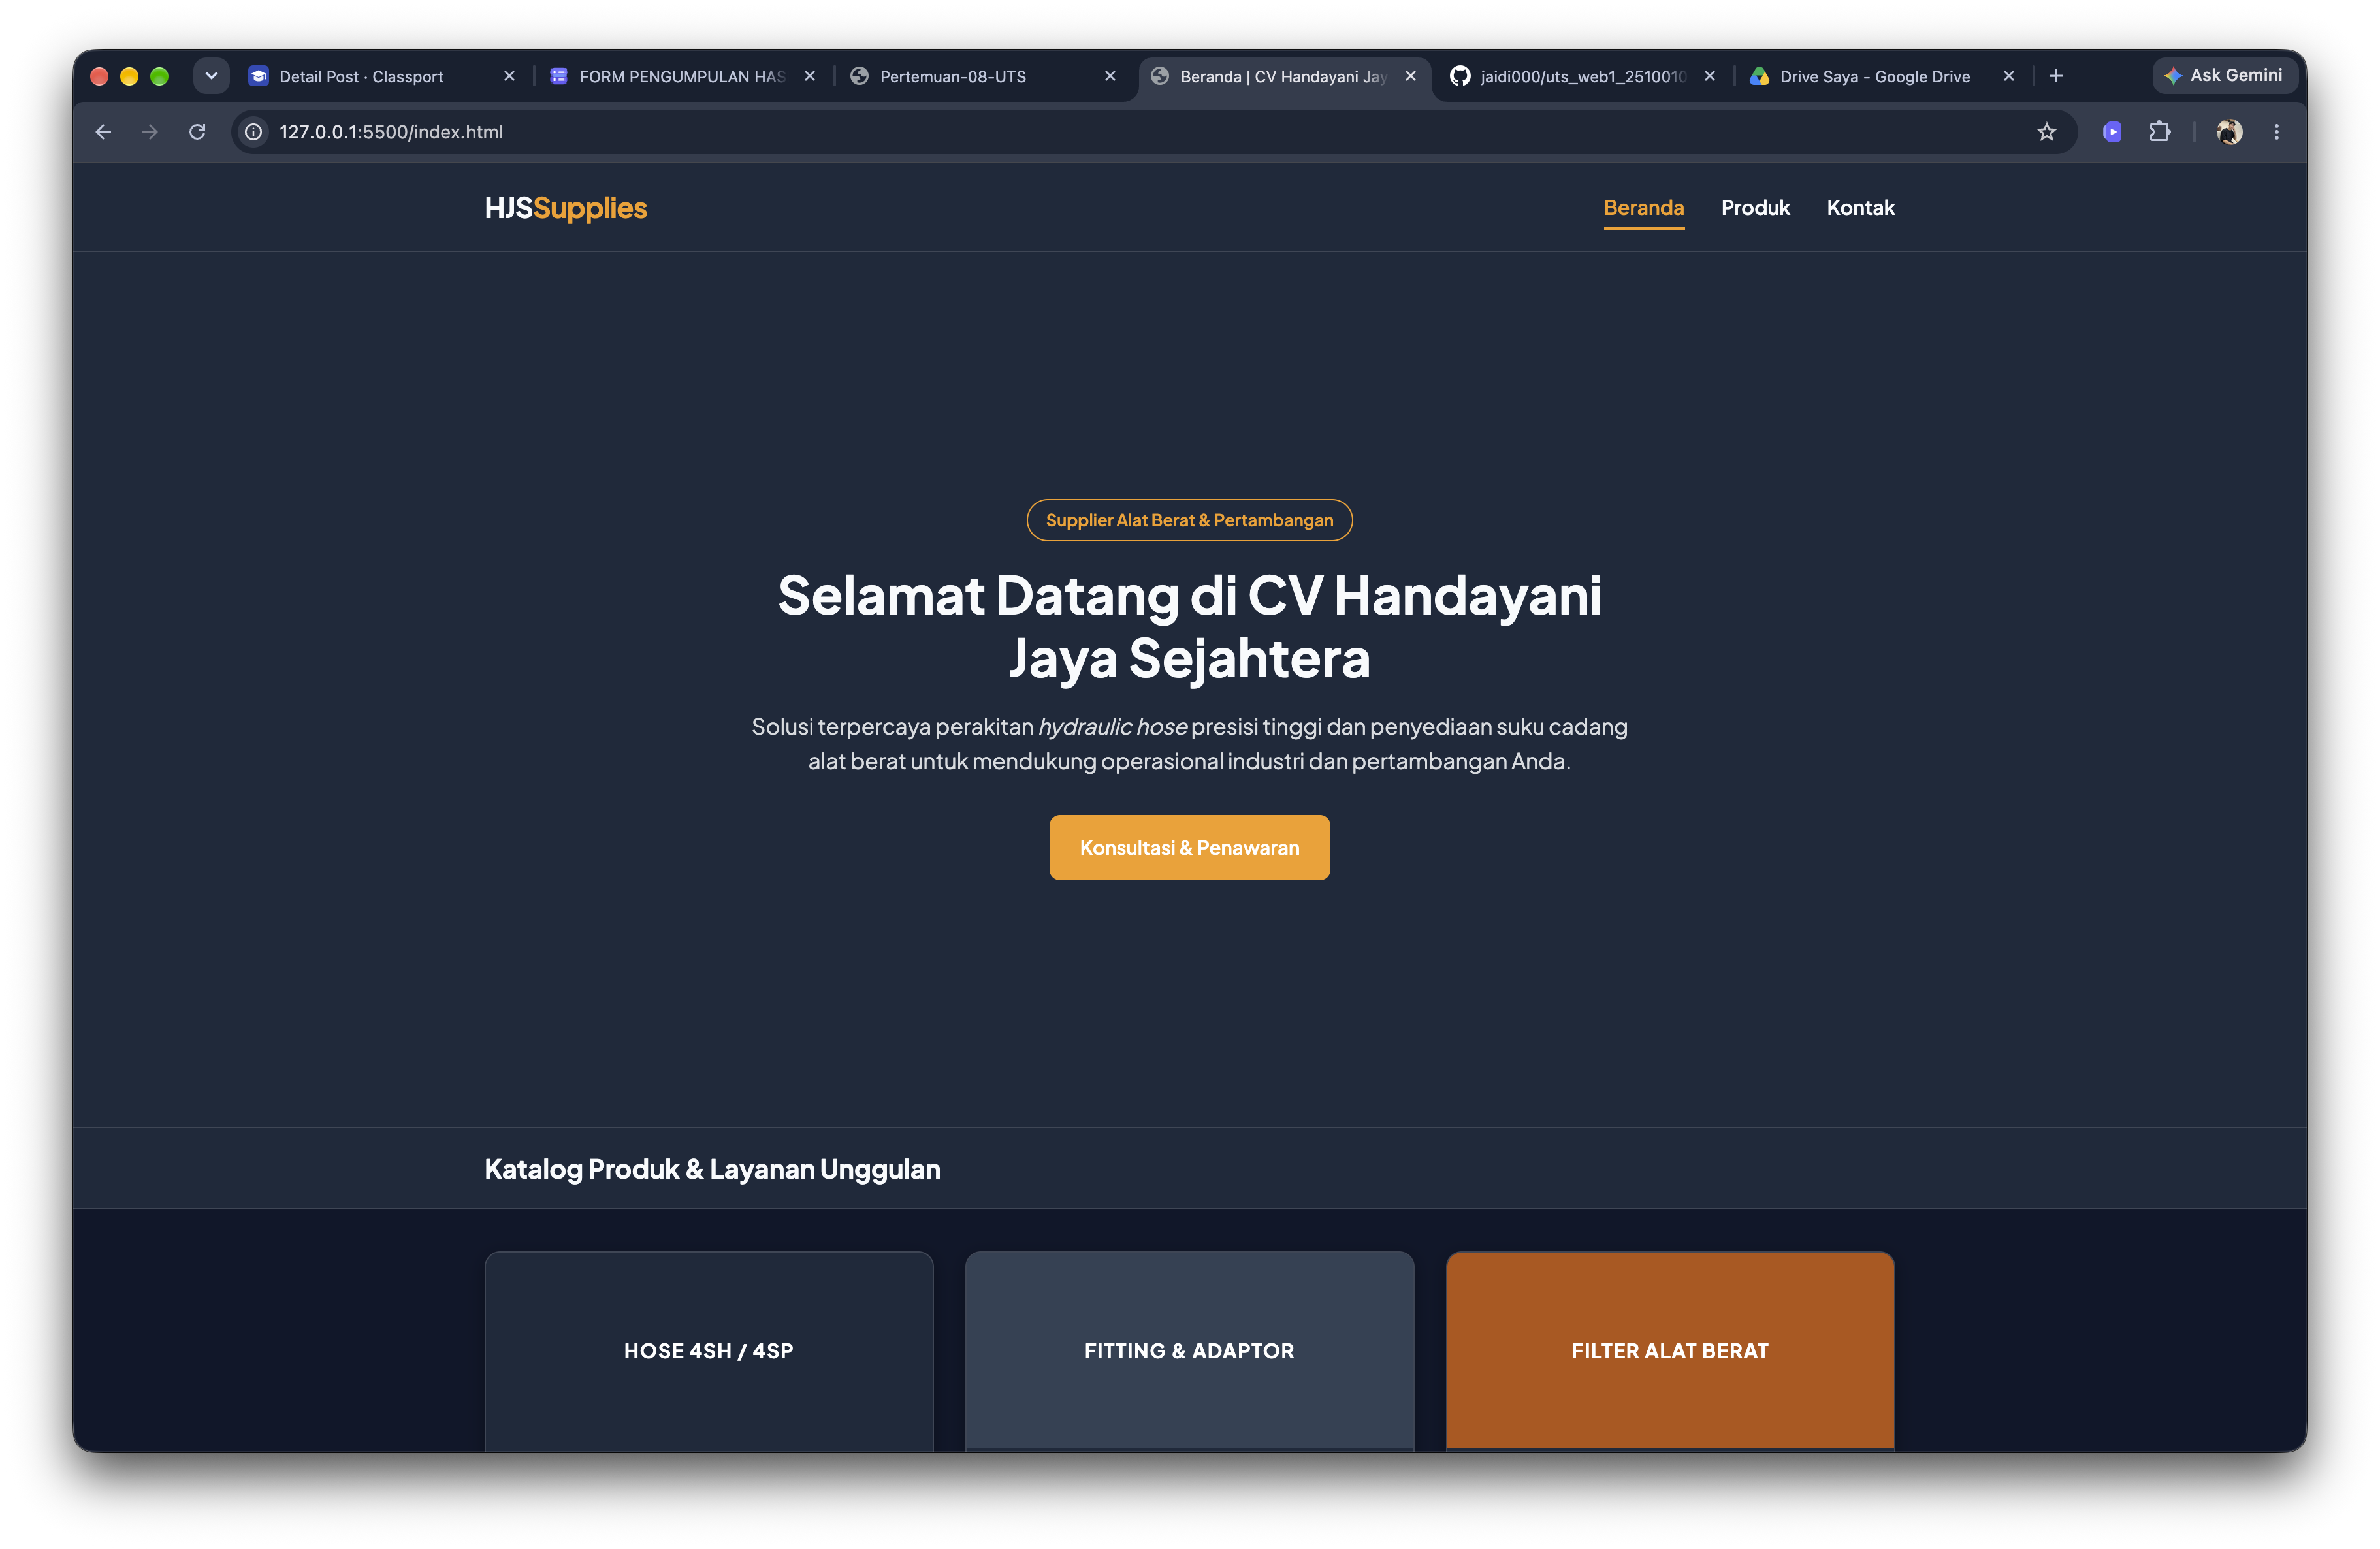 Detail Post · Classport
FORM PENGUMPULAN HAS
Pertemuan-08-UTS
Beranda | CV Handayani Jay
jaidi000/uts_web1_2510010
Drive Saya - Google Drive
Ask Gemini
127.0.0.1:5500/index.html
HJSSupplies
Beranda
Produk
Kontak
Supplier Alat Berat & Pertambangan
Selamat Datang di CV Handayani
Jaya Sejahtera
Solusi terpercaya perakitan hydraulic hose presisi tinggi dan penyediaan suku cadang
alat berat untuk mendukung operasional industri dan pertambangan Anda.
Konsultasi & Penawaran
Katalog Produk & Layanan Unggulan
HOSE 4SH / 4SP
FITTING & ADAPTOR
FILTER ALAT BERAT